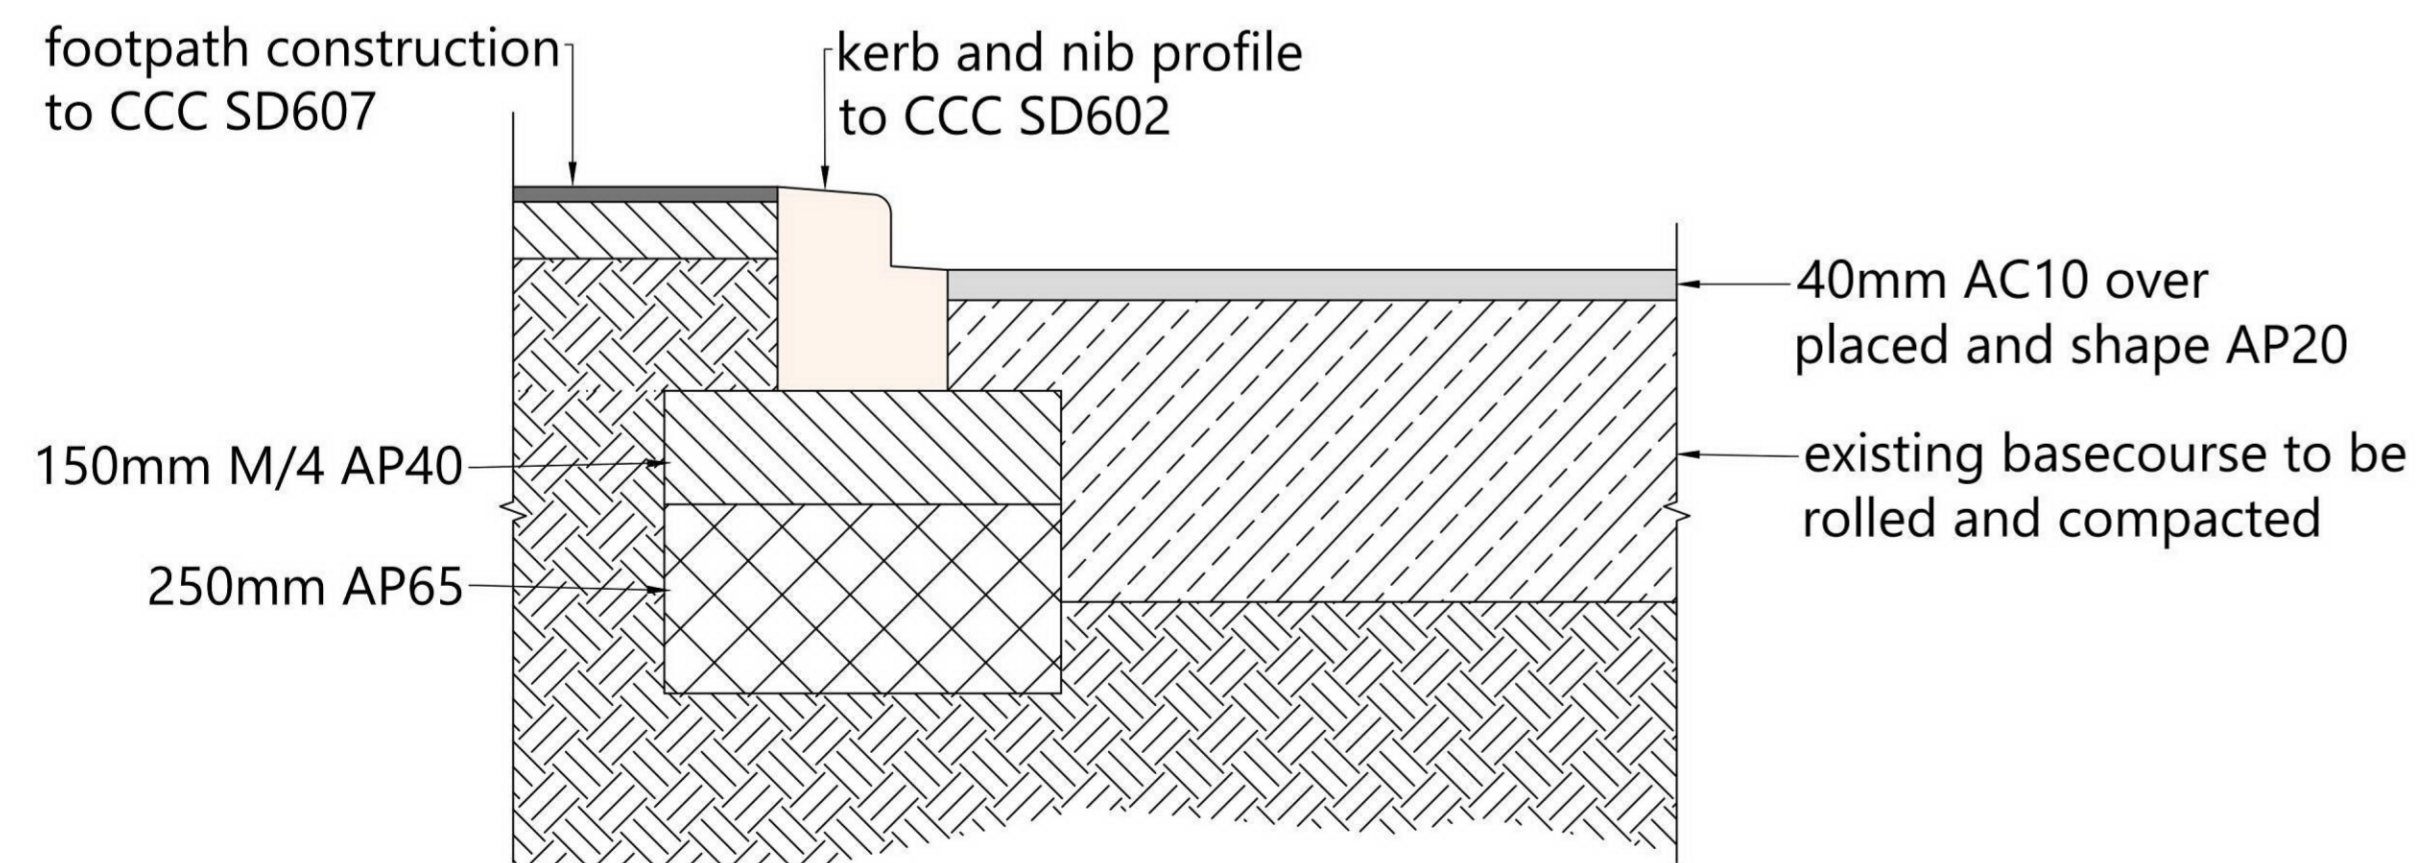 footpath construction
to CCC SD607
kerb and nib profile
to CCC SD602
40mm AC10 over
placed and shape AP20
150mm M/4 AP40
existing basecourse to be
rolled and compacted
250mm AP65